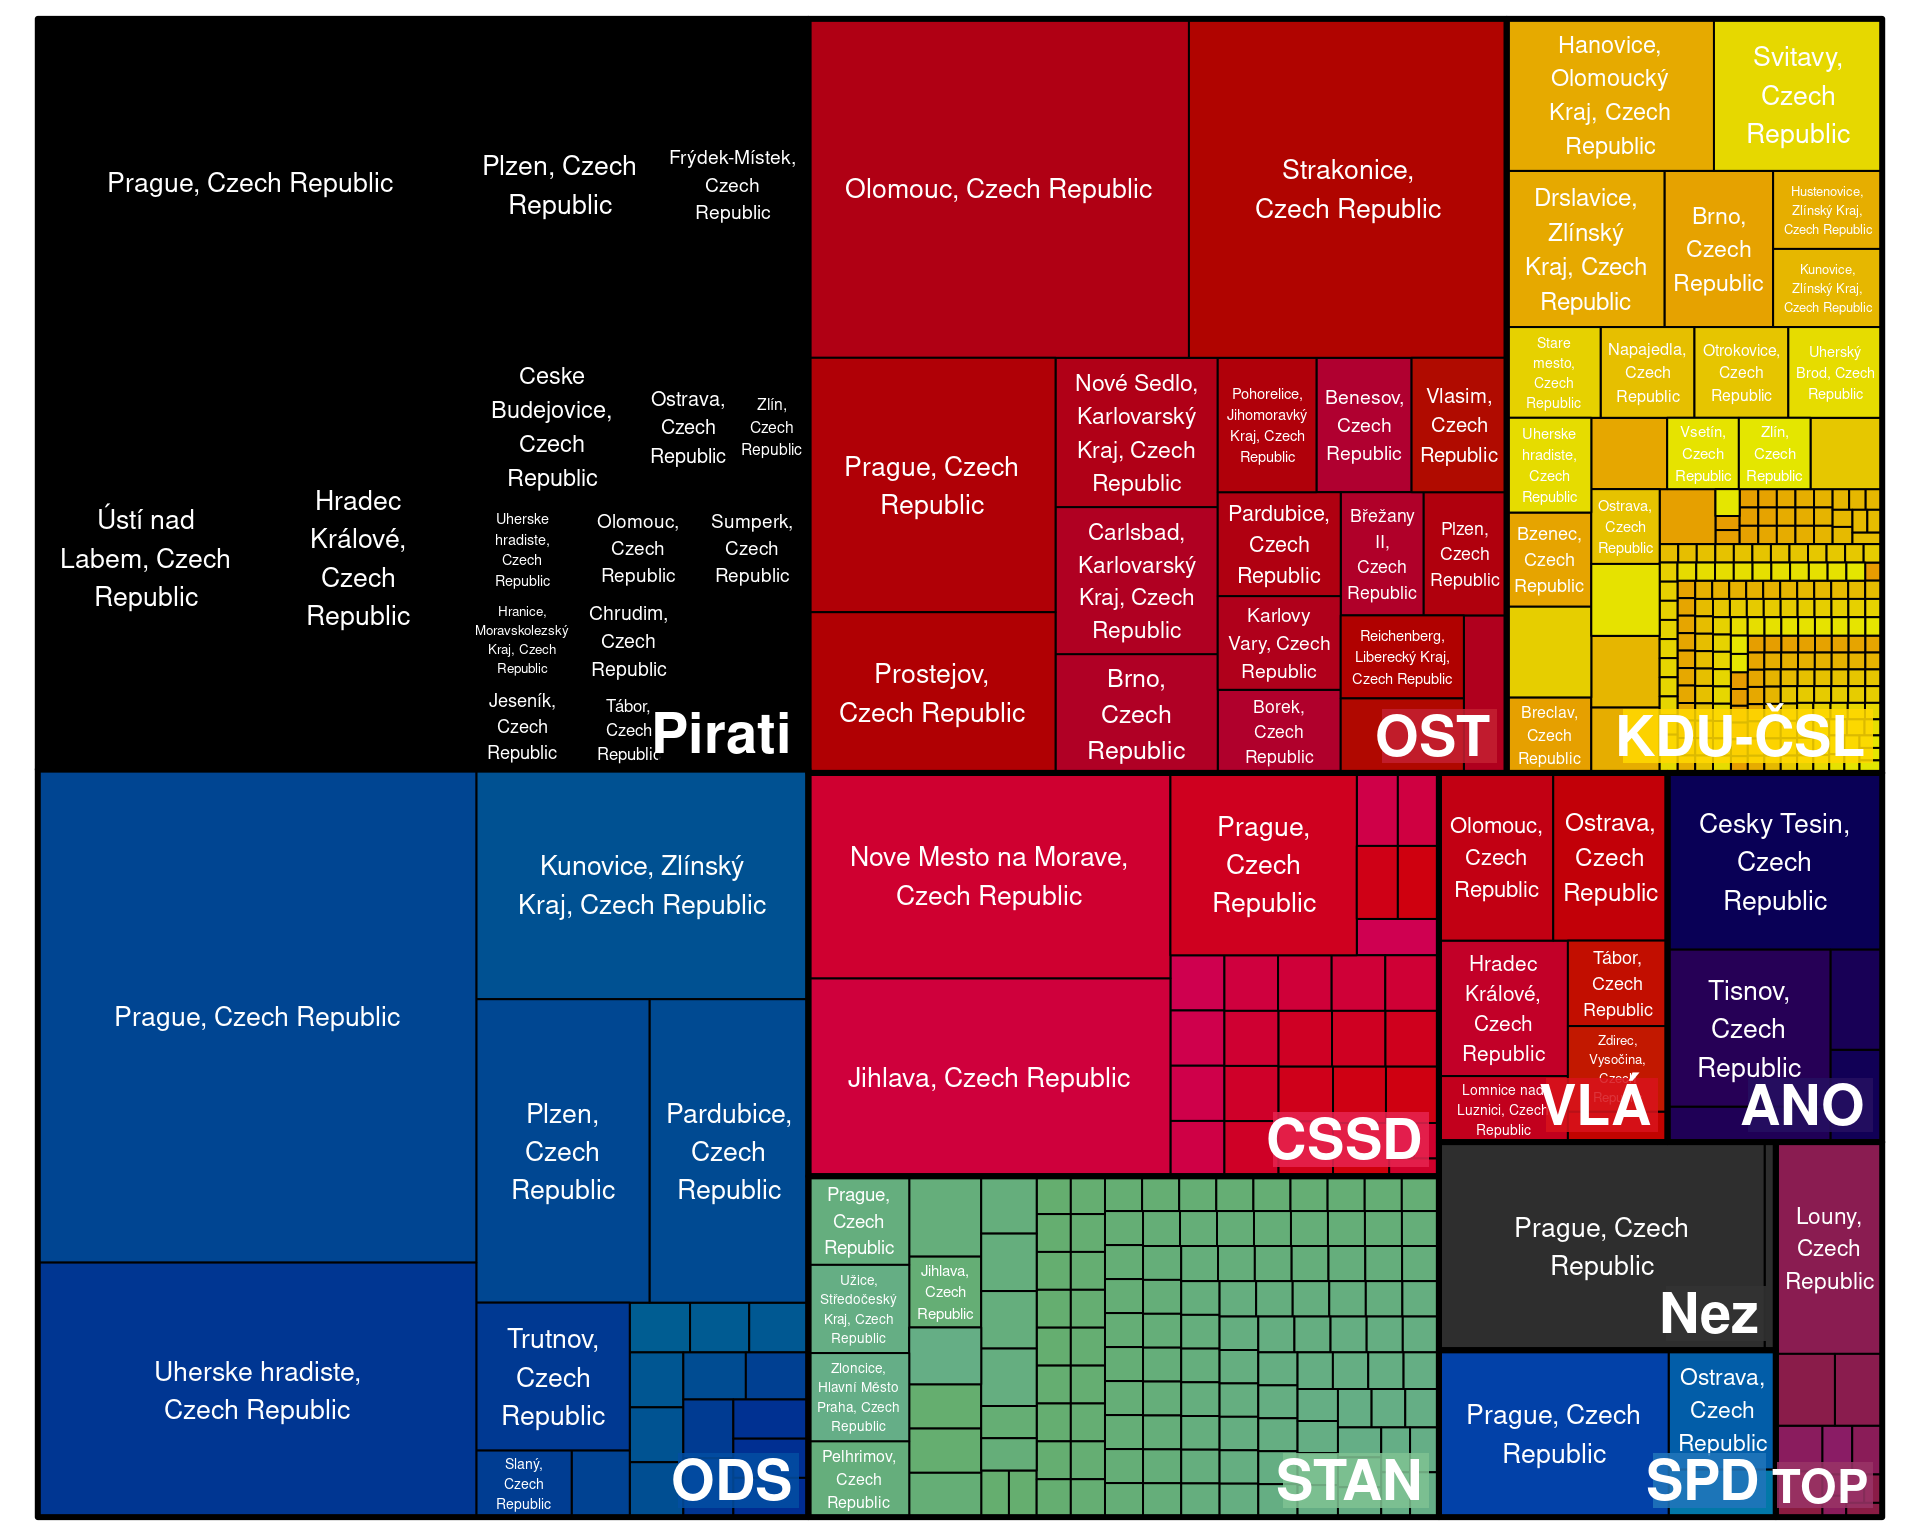 Prague, Czech Republic
Plzen, Czech
Republic
Frýdek-Místek,
Czech
Republic
Ústí nad
Labem, Czech
Republic
Hradec
Králové,
Czech
Republic
Ceske
Budejovice,
Czech
Republic
Ostrava,
Czech
Republic
Zlín,
Czech
Republic
Uherske
hradiste,
Czech
Republic
Olomouc,
Czech
Republic
Sumperk,
Czech
Republic
Hranice,
Moravskolezský
Kraj, Czech
Republic
Chrudim,
Czech
Republic
Jeseník,
Czech
Republic
Tábor,
Czech
Republic
Pirati
Olomouc, Czech Republic
Strakonice,
Czech Republic
Prague, Czech
Republic
Prostejov,
Czech Republic
Nové Sedlo,
Karlovarský
Kraj, Czech
Republic
Carlsbad,
Karlovarský
Kraj, Czech
Republic
Brno,
Czech
Republic
Pohorelice,
Jihomoravký
Kraj, Czech
Republic
Benesov,
Czech
Republic
Vlasim,
Czech
Republic
Pardubice,
Czech
Republic
Břežany
II,
Czech
Republic
Plzen,
Czech
Republic
Karlovy
Vary, Czech
Republic
Reichenberg,
Liberecký Kraj,
Czech Republic
Borek,
Czech
Republic
OST
Hanovice,
Olomoucký
Kraj, Czech
Republic
Svitavy,
Czech
Republic
Drslavice,
Zlínský
Kraj, Czech
Republic
Brno,
Czech
Republic
Hustenovice,
Zlínský Kraj,
Czech Republic
Kunovice,
Zlínský Kraj,
Czech Republic
Stare
mesto,
Czech
Republic
Napajedla,
Czech
Republic
Otrokovice,
Czech
Republic
Uherský
Brod, Czech
Republic
Uherske
hradiste,
Czech
Republic
Vsetín,
Czech
Republic
Zlín,
Czech
Republic
Ostrava,
Czech
Republic
Bzenec,
Czech
Republic
Breclav,
Czech
Republic
KDU-ČSL
Prague, Czech Republic
Kunovice, Zlínský
Kraj, Czech Republic
Plzen,
Czech
Republic
Pardubice,
Czech
Republic
Uherske hradiste,
Czech Republic
Trutnov,
Czech
Republic
Slaný,
Czech
Republic
ODS
Nove Mesto na Morave,
Czech Republic
Prague,
Czech
Republic
Jihlava, Czech Republic
CSSD
Olomouc,
Czech
Republic
Ostrava,
Czech
Republic
Hradec
Králové,
Czech
Republic
Tábor,
Czech
Republic
Zdirec,
Vysočina,
Czech
Lomnice nad
Luznici, Czech
Republic
VLÁ
Cesky Tesin,
Czech
Republic
Tisnov,
Czech
Republic
ANO
Prague,
Czech
Republic
Užice,
Středočeský
Kraj, Czech
Republic
Jihlava,
Czech
Republic
Zloncice,
Hlavní Město
Praha, Czech
Republic
Pelhrimov,
Czech
Republic
STAN
Prague, Czech
Republic
Nez
Louny,
Czech
Republic
TOP
Prague, Czech
Republic
Ostrava,
Czech
Republic
SPD